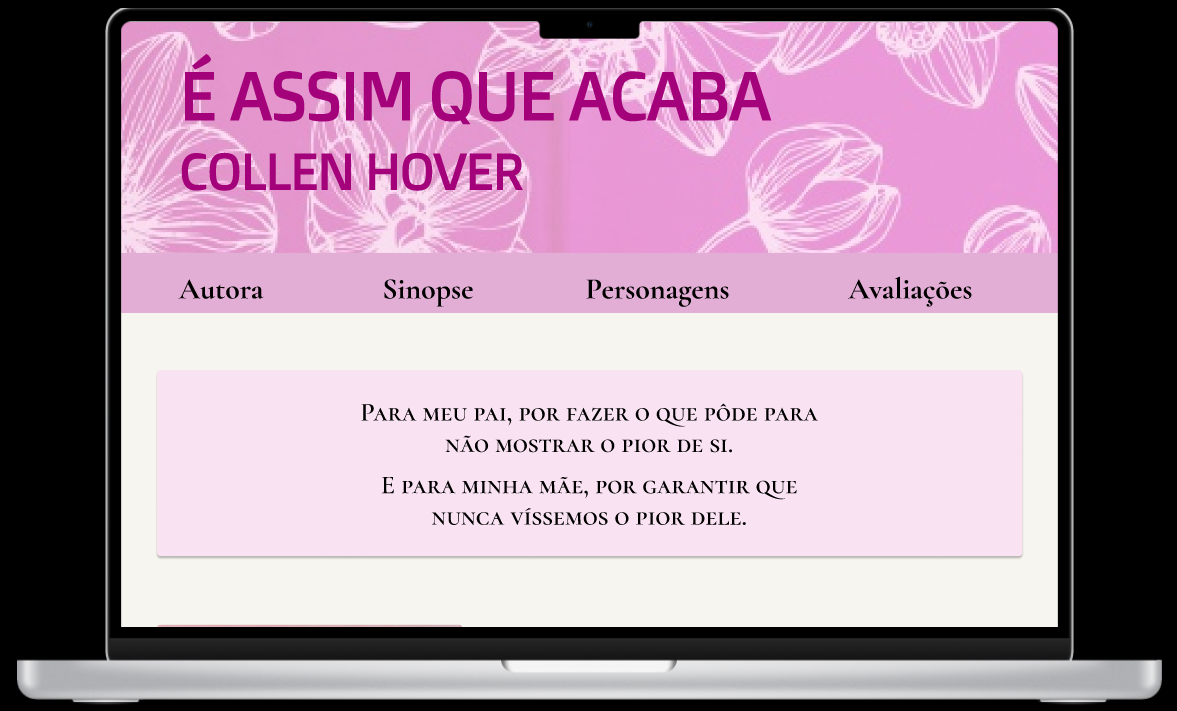 É ASSIM QUE ACABA
COLLEN HOVER
Autora
Sinopse
Personagens
Avaliações
Para meu pai, por fazer o que pôde para
não mostrar o pior de si.
E para minha mãe, por garantir que
nunca víssemos o pior dele.